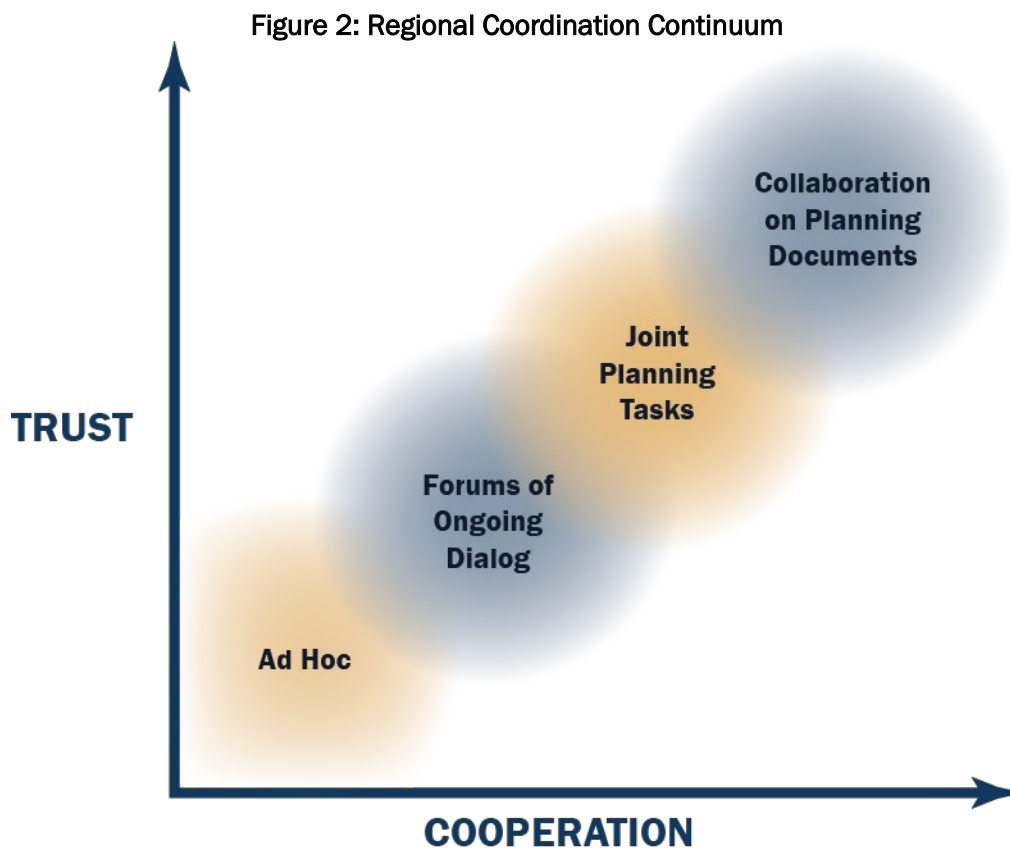 Figure 2: Regional Coordination Continuum
Collaboration
on Planning
Documents
Joint
Planning
Tasks
TRUST
Forums of
Ongoing
Dialog
Ad Hoc
COOPERATION